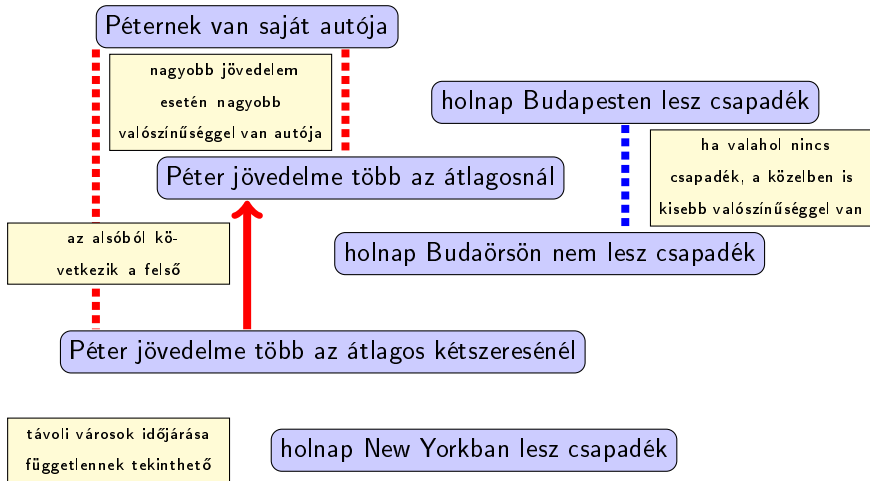 Péternek van saját autója
nagyobb jövedelem
esetén nagyobb
valószínűséggel van autója
holnap Budapesten lesz csapadék
ha valahol nincs
csapadék, a közelben is
kisebb valószínűséggel van
Péter jövedelme több az átlagosnál
az alsóból kö-
vetkezik a felső
holnap Budaörsön nem lesz csapadék
Péter jövedelme több az átlagos kétszeresénél
távoli városok időjárása
függetlennek tekinthető
holnap New Yorkban lesz csapadék